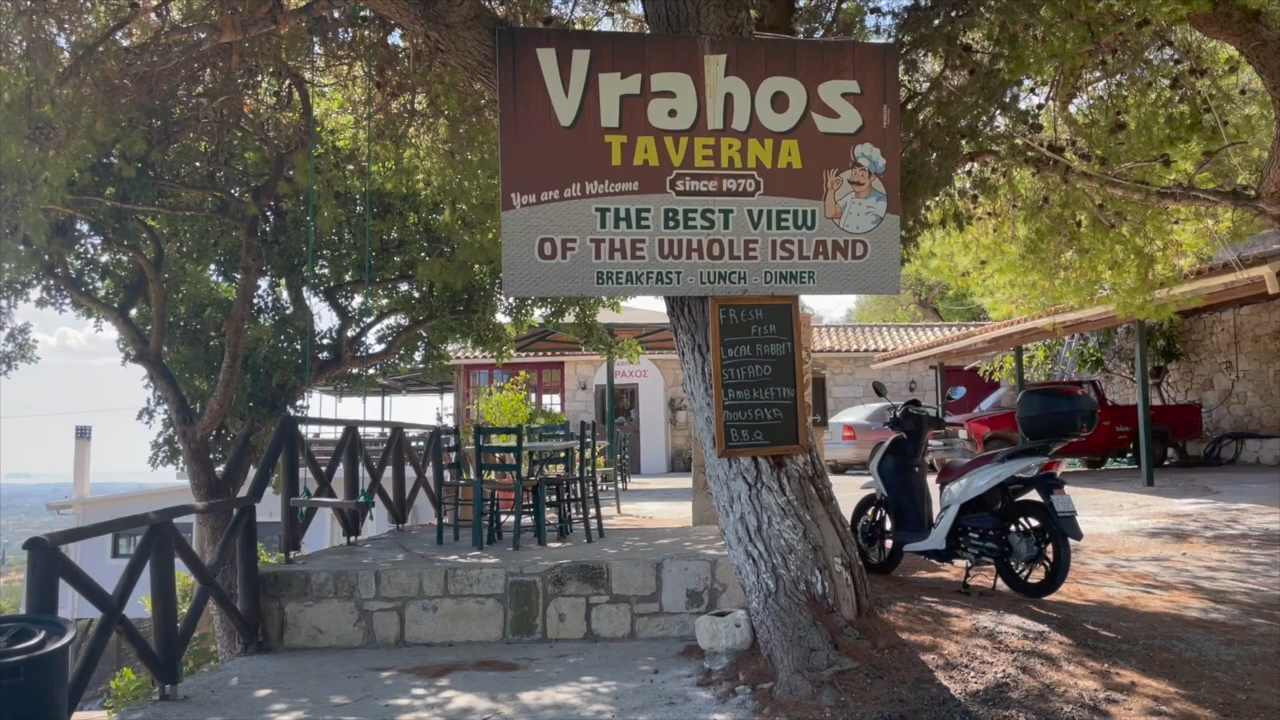 Vrahos
TAVERNA
since 1970
You are all Welcome
THE BEST VIEW
OF THE WHOLE ISLAND
BREAKFAST - LUNCH - DINNER
FRESH
FISH
LOCAL RABBIT
STIFADO
LAMB KLEFTIKO
MOUSAKA
B.B.Q
ΡΑΧΟΣ